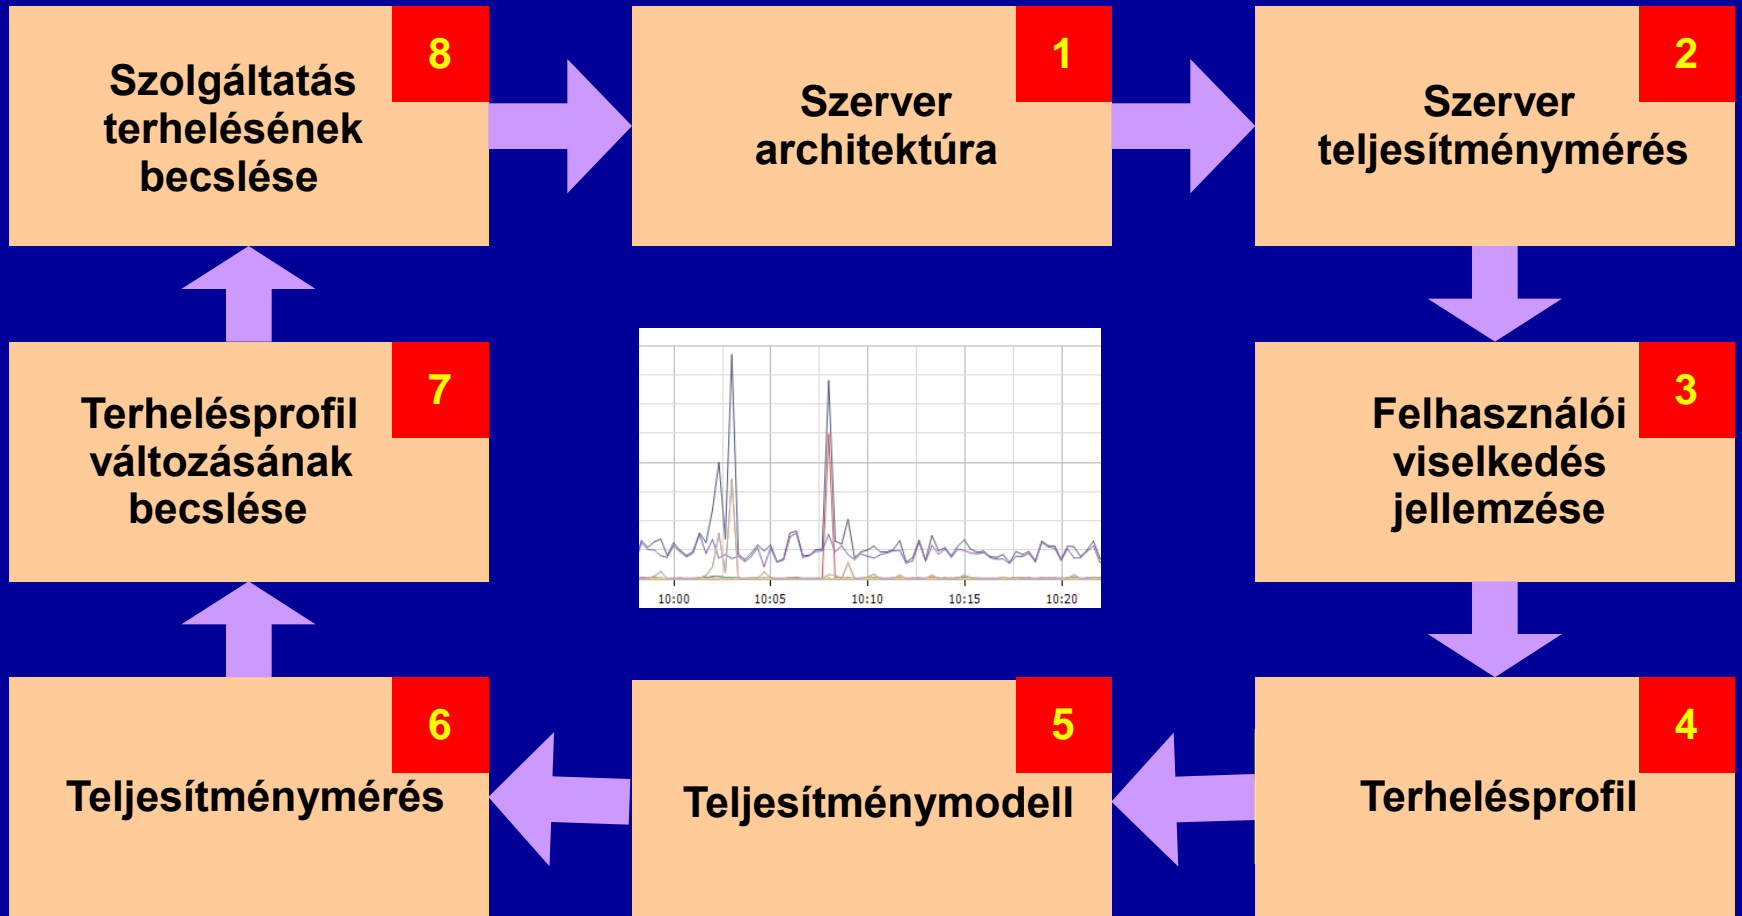 8
Szolgáltatás
terhelésének
becslése
1
Szerver
architektúra
2
Szerver
teljesítménymérés
3
Felhasználói
viselkedés
jellemzése
4
Terhelésprofil
5
Teljesítménymodell
6
Teljesítménymérés
7
Terhelésprofil
változásának
becslése
10:00 10:05 10:10 10:15 10:20